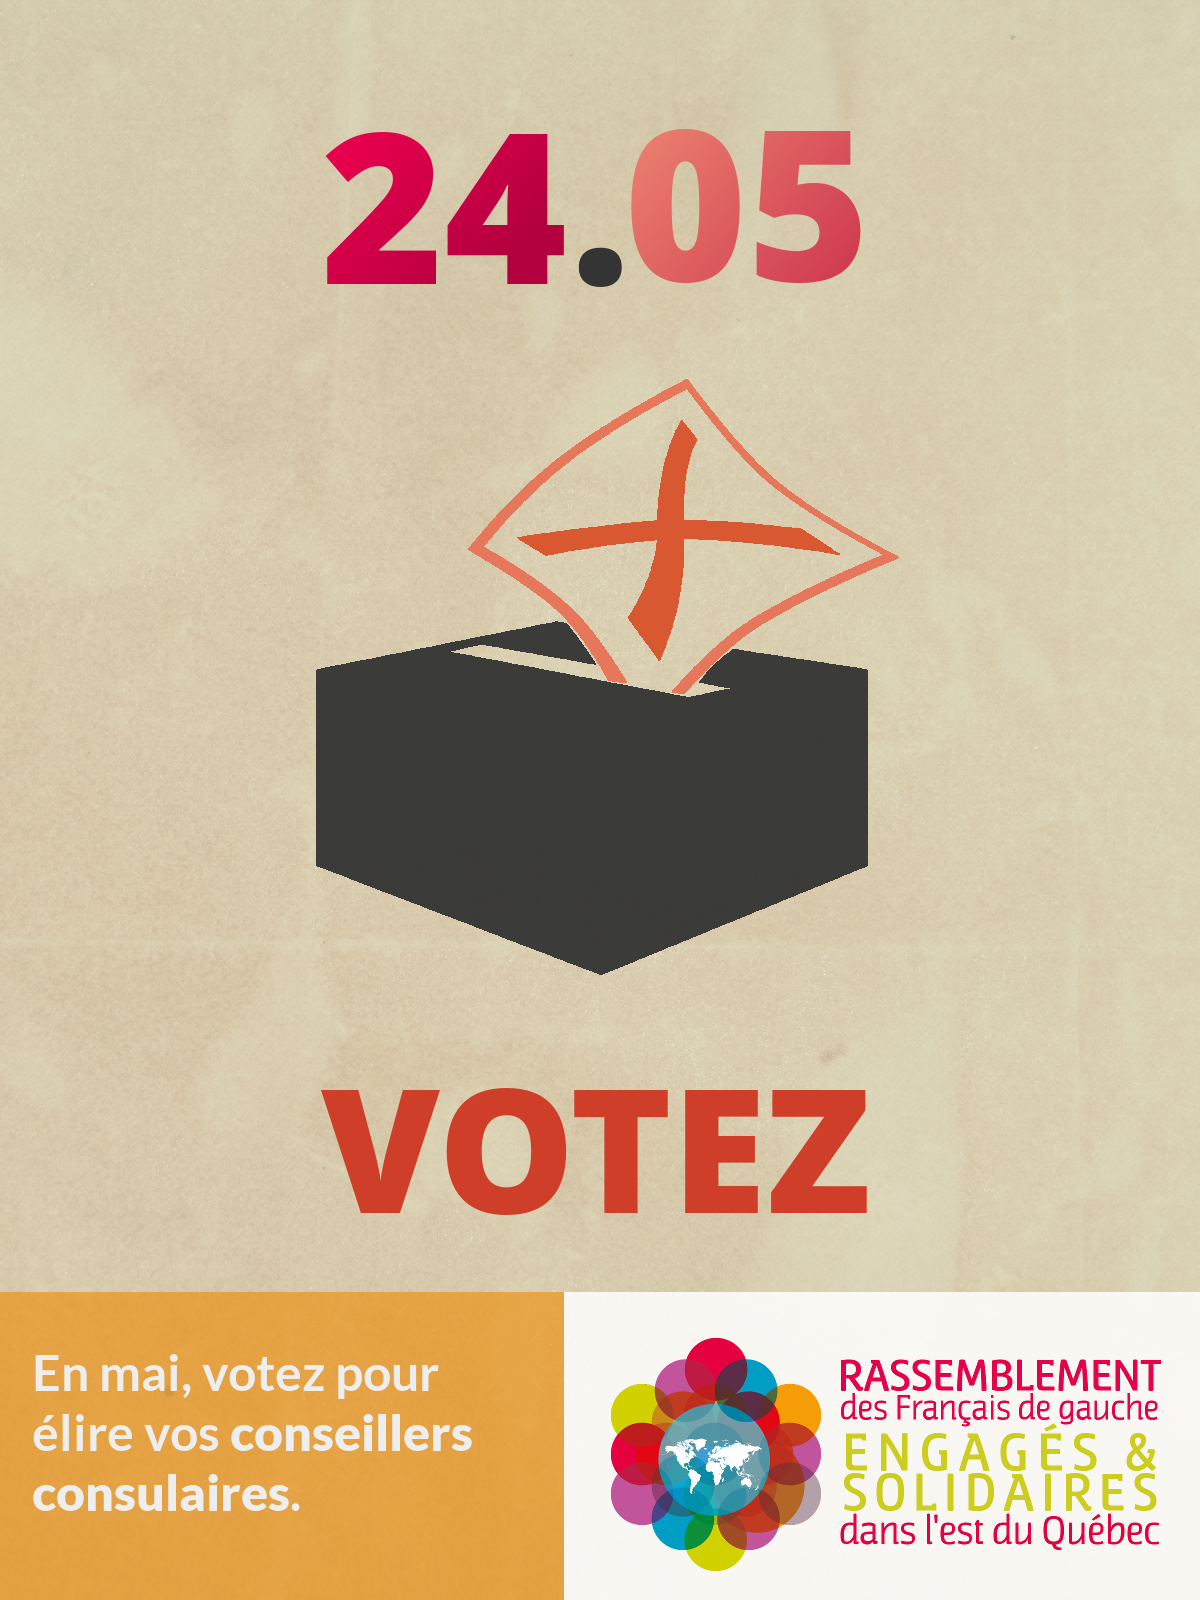 24.05
VOTEZ
En mai, votez pour
élire vos conseillers
consulaires.
RASSEMBLEMENT
des Français de gauche
ENGAGÉS &
SOLIDAIRES
dans l'est du Québec